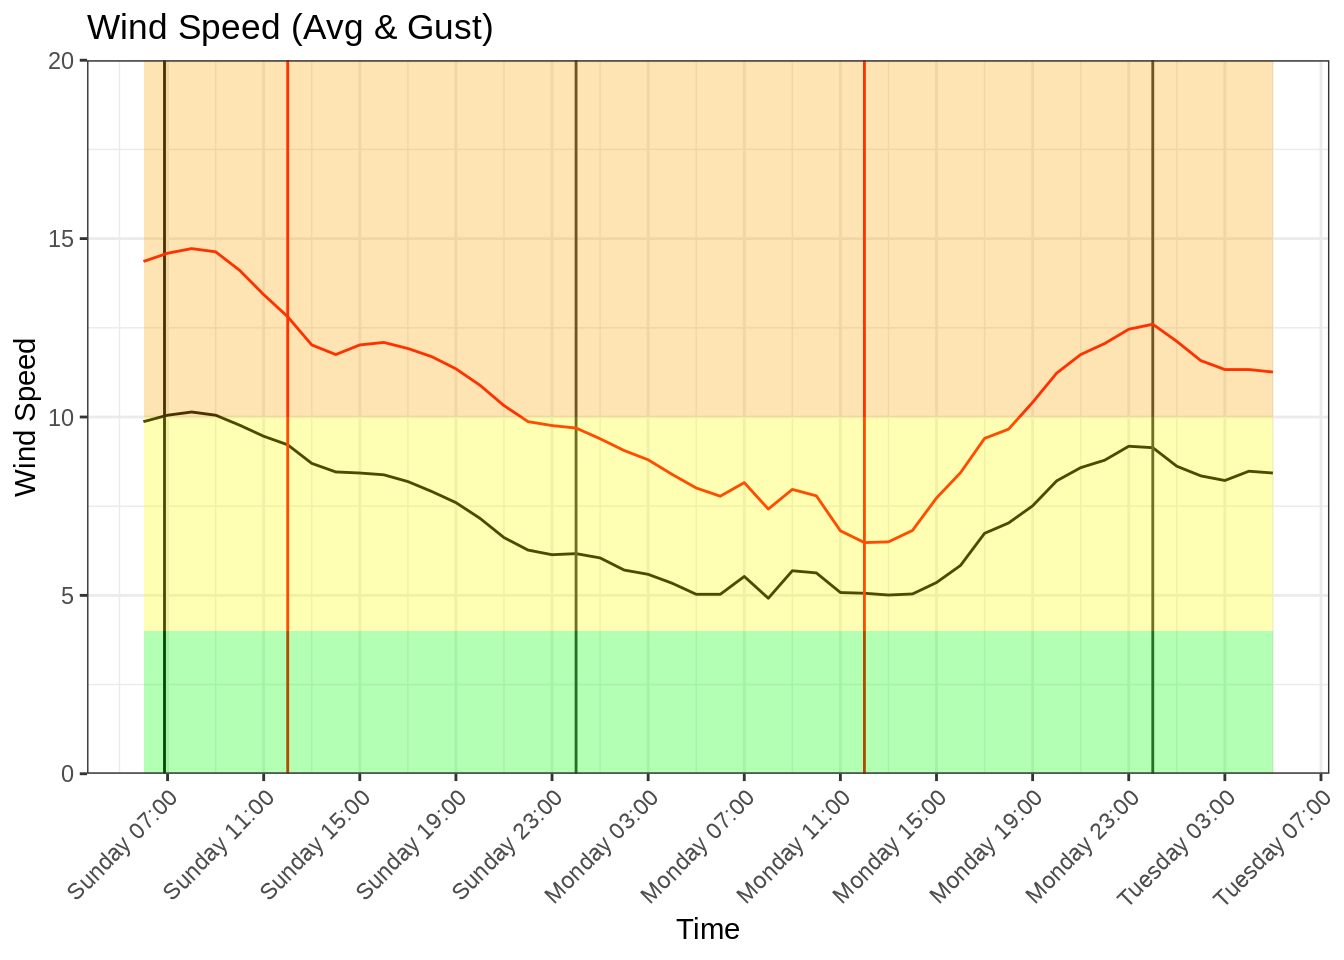 Wind Speed (Avg & Gust)
Wind Speed
20
15
10
5
0
Sunday 07:00
Sunday 11:00
Sunday 15:00
Sunday 19:00
Sunday 23:00
Monday 03:00
Monday 07:00
Monday 11:00
Monday 15:00
Monday 19:00
Monday 23:00
Tuesday 03:00
Tuesday 07:00
Time